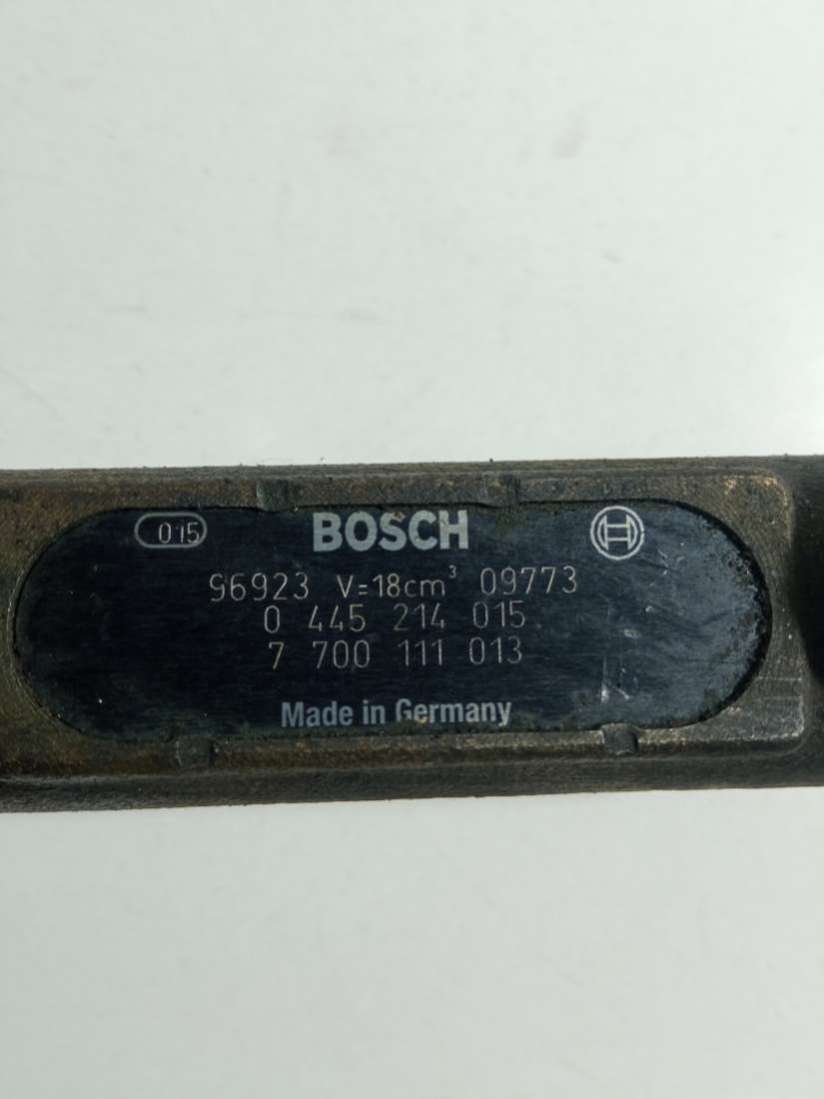 015 BOSCH
96923 V=18cm³ 09773
0 445 214 015
7 700 111 013
Made in Germany